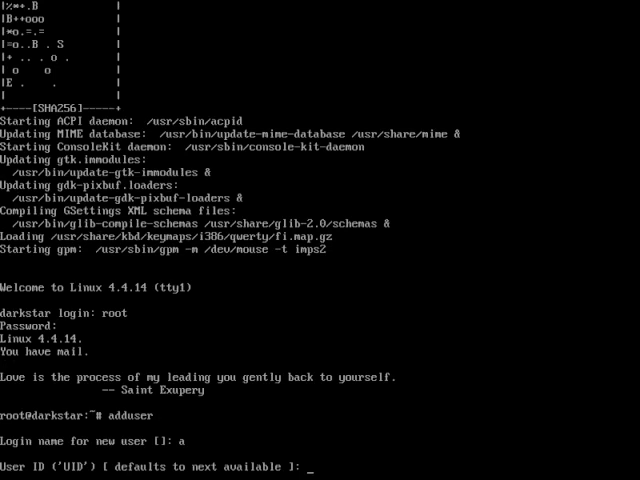 |%*+.B            |
|B++ooo           |
|*o.=.=           |
|=o..B . S        |
|+ .. . o .       |
| o    o          |
|E .    .         |
|                 |
+----[SHA256]-----+
Starting ACPI daemon:  /usr/sbin/acpid
Updating MIME database:  /usr/bin/update-mime-database /usr/share/mime &
Starting ConsoleKit daemon:  /usr/sbin/console-kit-daemon
Updating gtk.immodules:
  /usr/bin/update-gtk-immodules &
Updating gdk-pixbuf.loaders:
  /usr/bin/update-gdk-pixbuf-loaders &
Compiling GSettings XML schema files:
  /usr/bin/glib-compile-schemas /usr/share/glib-2.0/schemas &
Loading /usr/share/kbd/keymaps/i386/qwerty/fi.map.gz
Starting gpm:  /usr/sbin/gpm -m /dev/mouse -t imps2
Welcome to Linux 4.4.14 (tty1)
darkstar login: root
Password:
Linux 4.4.14.
You have mail.
Love is the process of my leading you gently back to yourself.
                -- Saint Exupery
root@darkstar:~# adduser
Login name for new user []: a
User ID ('UID') [ defaults to next available ]: _